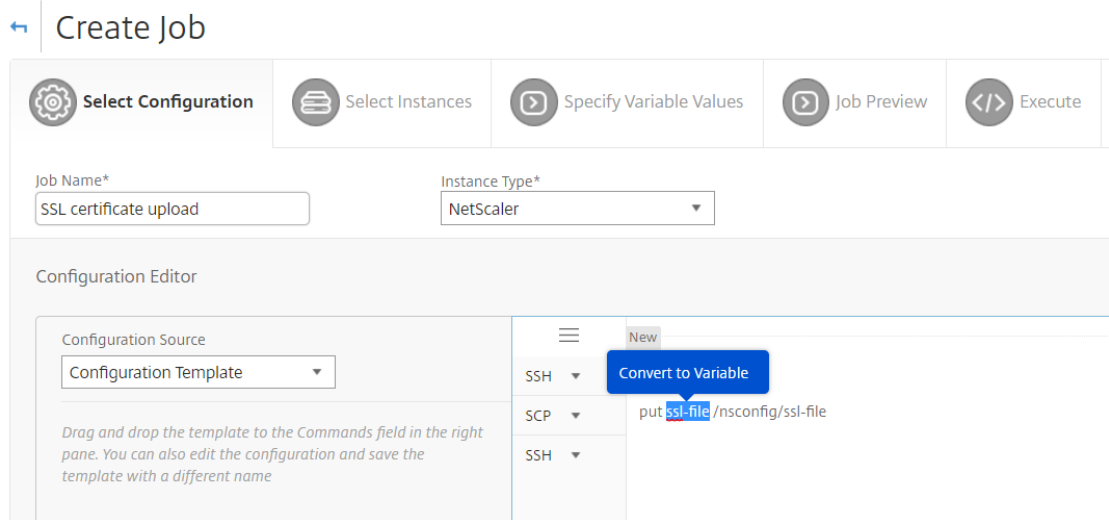 Create Job
Select Configuration
Select Instances
Specify Variable Values
Job Preview
Execute
Job Name*
SSL certificate upload
Instance Type*
NetScaler
Configuration Editor
Configuration Source
Configuration Template
Drag and drop the template to the Commands field in the right
pane. You can also edit the configuration and save the
template with a different name
New
Convert to Variable
SSH
SCP
put ssl-file /nsconfig/ssl-file
SSH